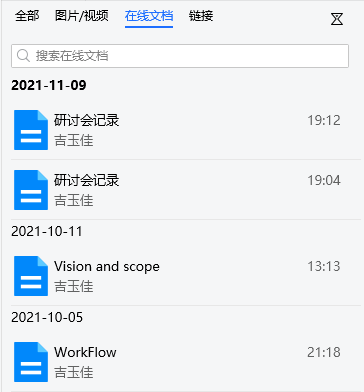 全部 图片/视频 在线文档 链接
搜索在线文档
2021-11-09
研讨会记录 19:12
吉玉佳
研讨会记录 19:04
吉玉佳
2021-10-11
Vision and scope 13:13
吉玉佳
2021-10-05
WorkFlow 21:18
吉玉佳